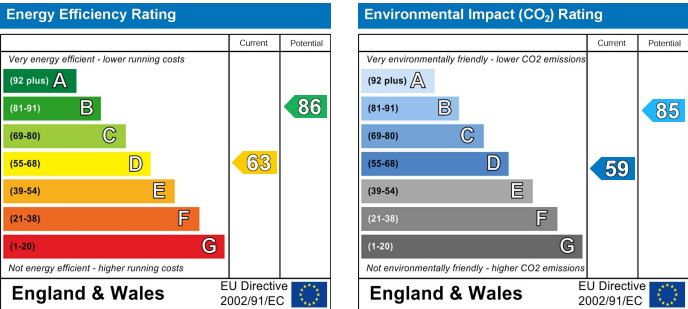 Energy Efficiency Rating
Current Potential
Very energy efficient - lower running costs
(92 plus) A
(81-91) B
(69-80) C
(55-68) D
(39-54) E
(21-38) F
(1-20) G
63
86
Not energy efficient - higher running costs
England & Wales
EU Directive
2002/91/EC
Environmental Impact (CO₂) Rating
Current Potential
Very environmentally friendly - lower CO2 emissions
(92 plus) A
(81-91) B
(69-80) C
(55-68) D
(39-54) E
(21-38) F
(1-20) G
59
85
Not environmentally friendly - higher CO2 emissions
England & Wales
EU Directive
2002/91/EC